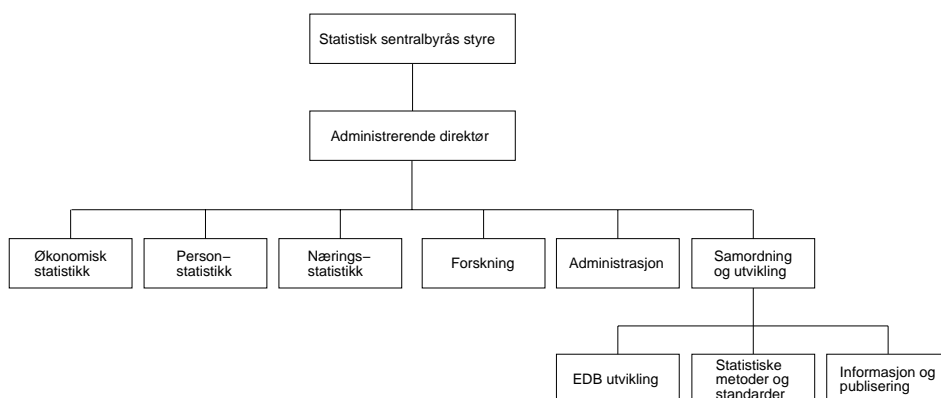 Statistisk sentralbyrås styre
Administrerende direktør
Økonomisk
statistikk
Person–
statistikk
Nærings–
statistikk
Forskning
Administrasjon
Samordning
og utvikling
EDB utvikling
Statistiske
metoder og
standarder
Informasjon og
publisering